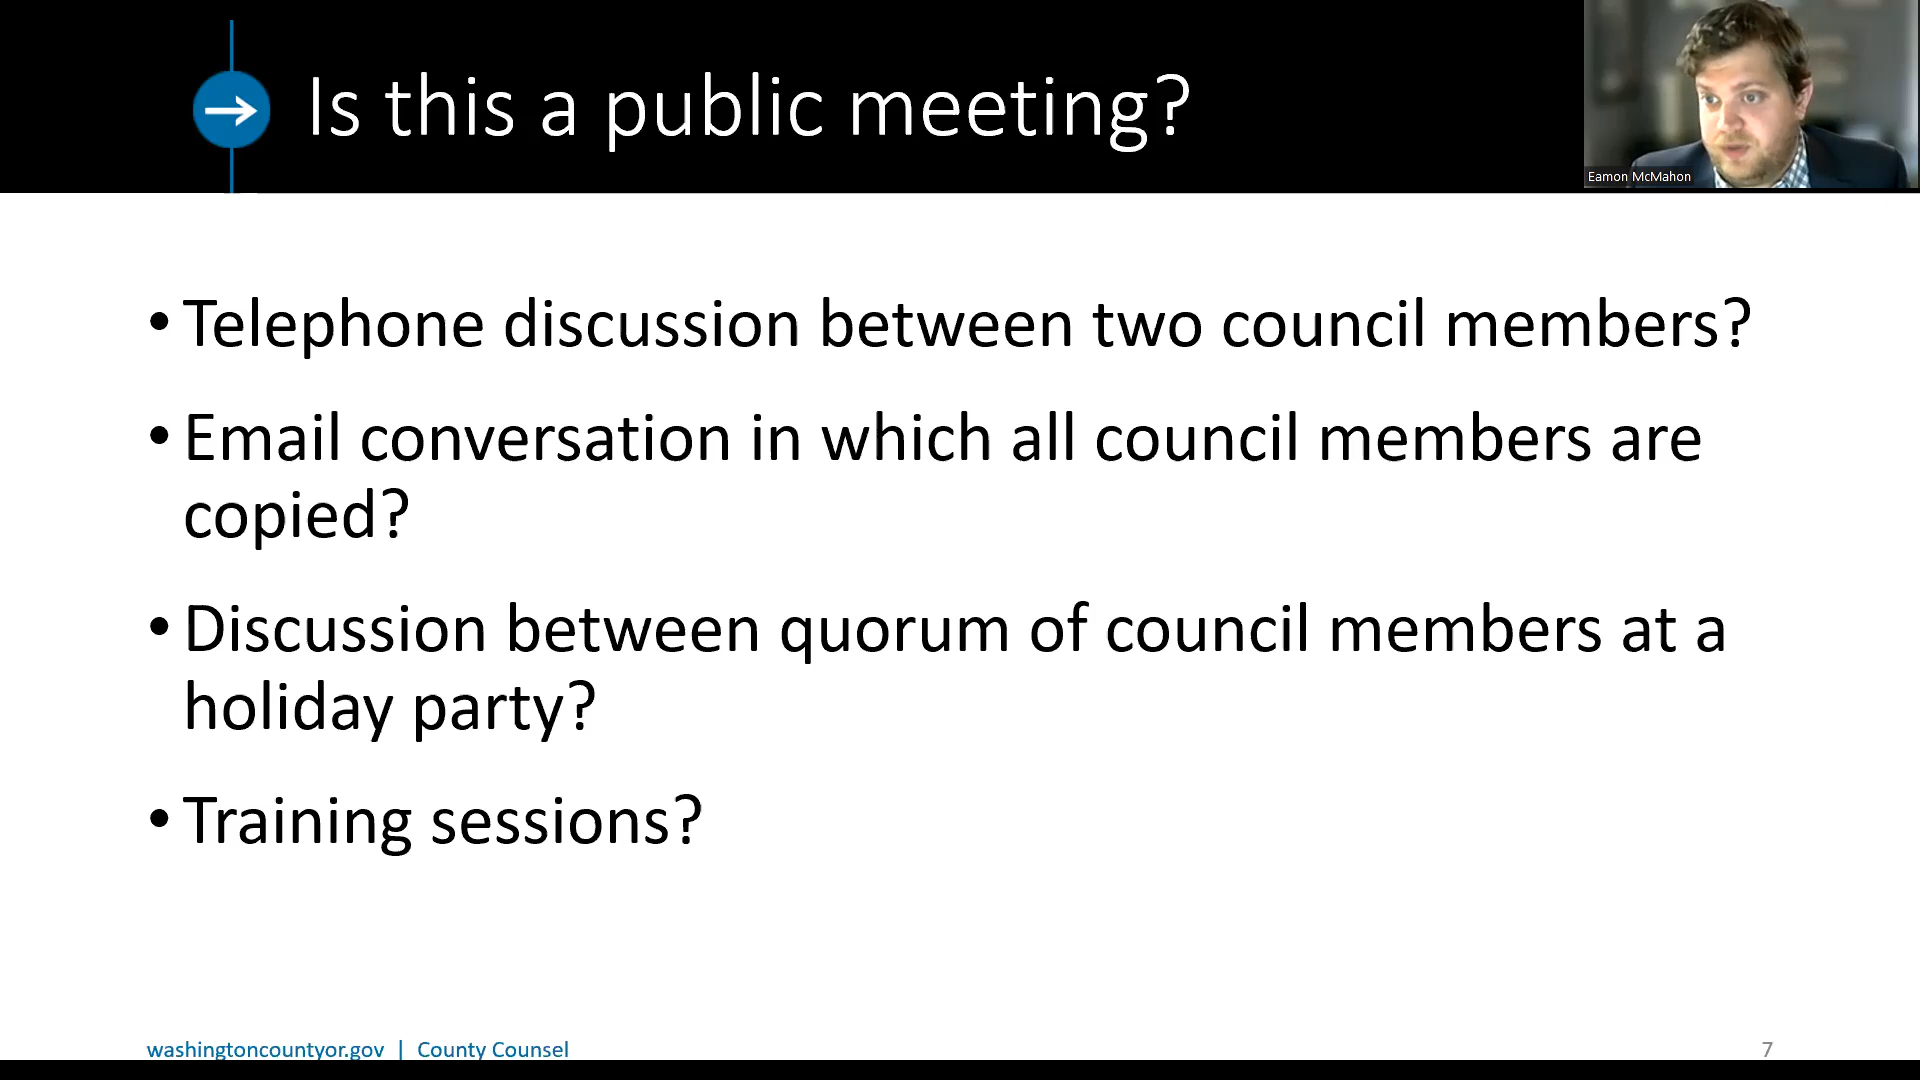 Is this a public meeting?
Eamon McMahon
• Telephone discussion between two council members?
• Email conversation in which all council members are
copied?
• Discussion between quorum of council members at a
holiday party?
• Training sessions?
washingtoncountyor.gov | County Counsel
7